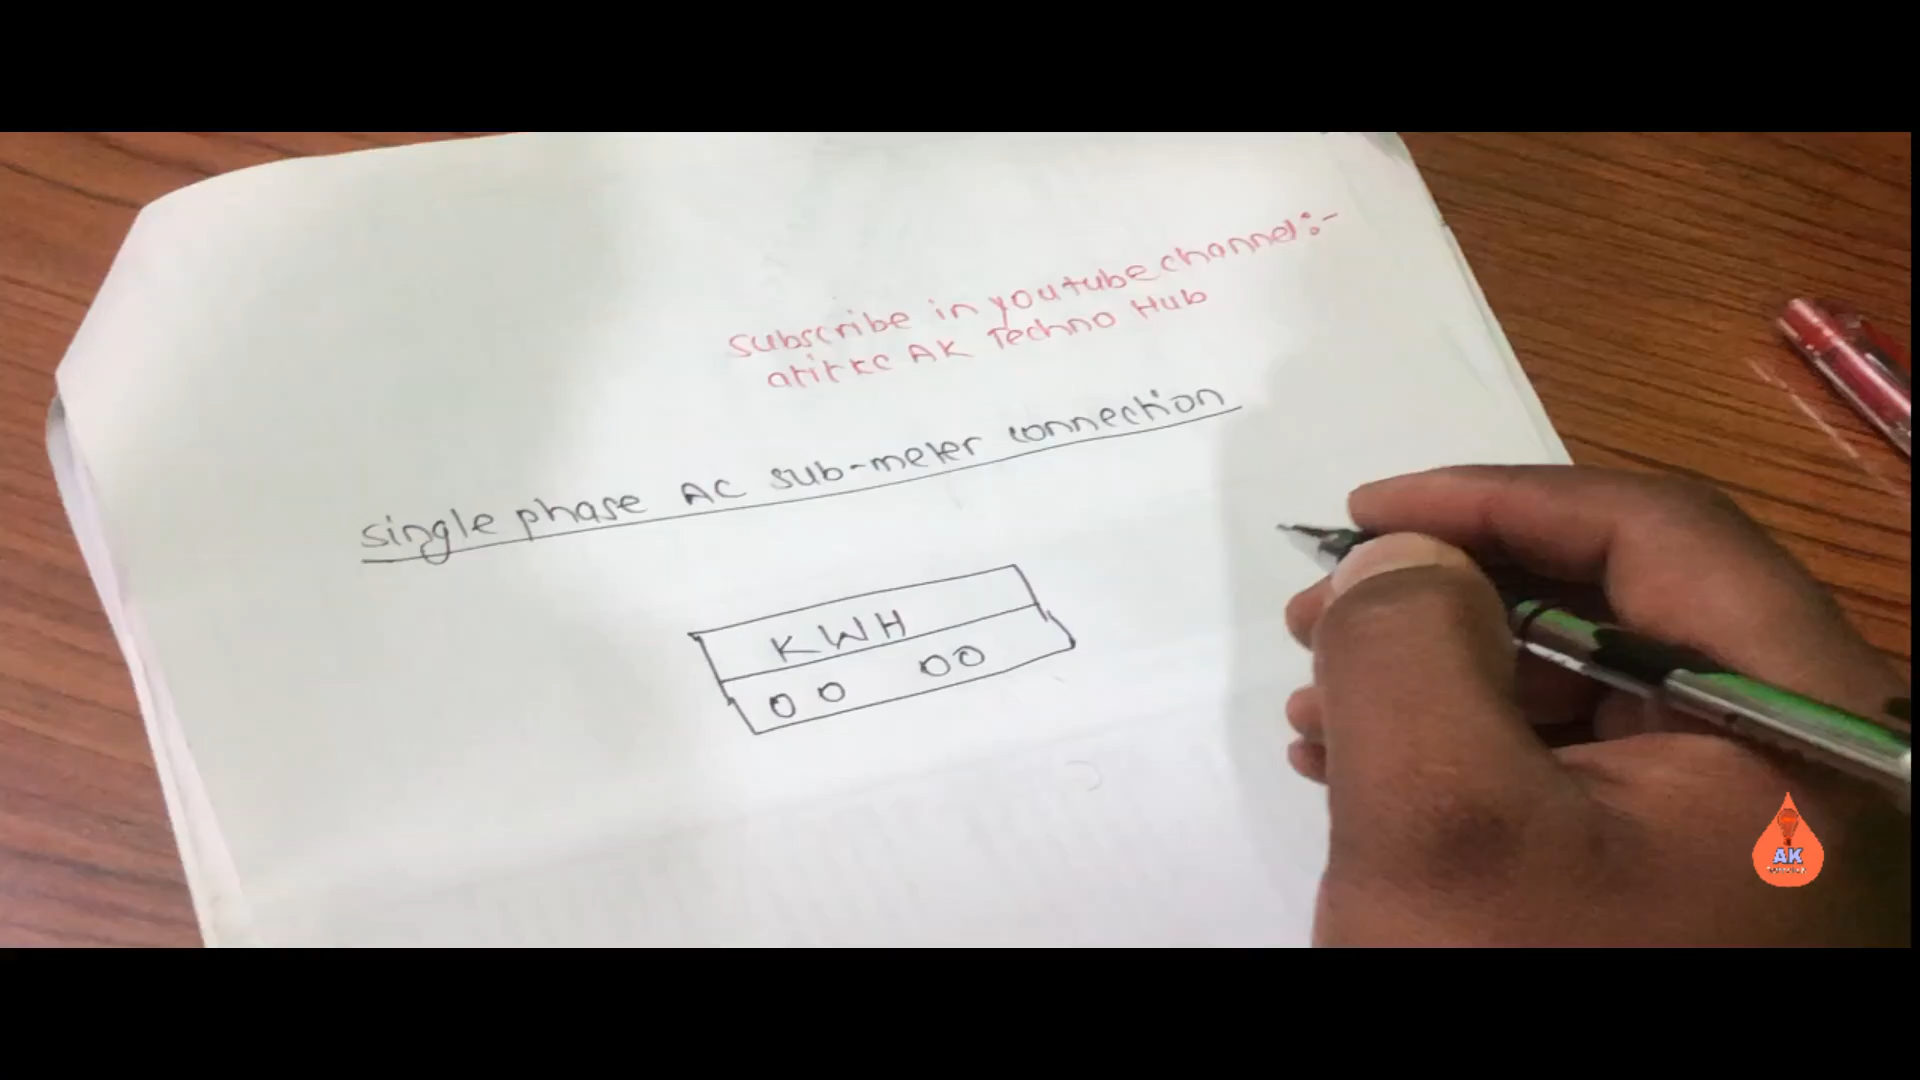 subscribe in youtube channel:-
AK Techno Hub
single phase AC sub-meter connection
KWH
AK